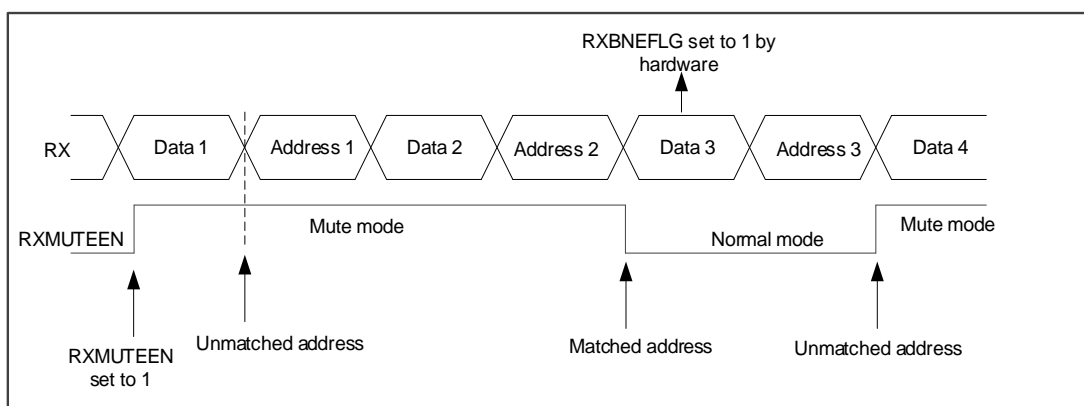 RXBNEFLG set to 1 by
hardware
RX
Data 1
Address 1
Data 2
Address 2
Data 3
Address 3
Data 4
RXMUTEEN
Mute mode
Normal mode
Mute mode
RXMUTEEN
set to 1
Unmatched address
Matched address
Unmatched address